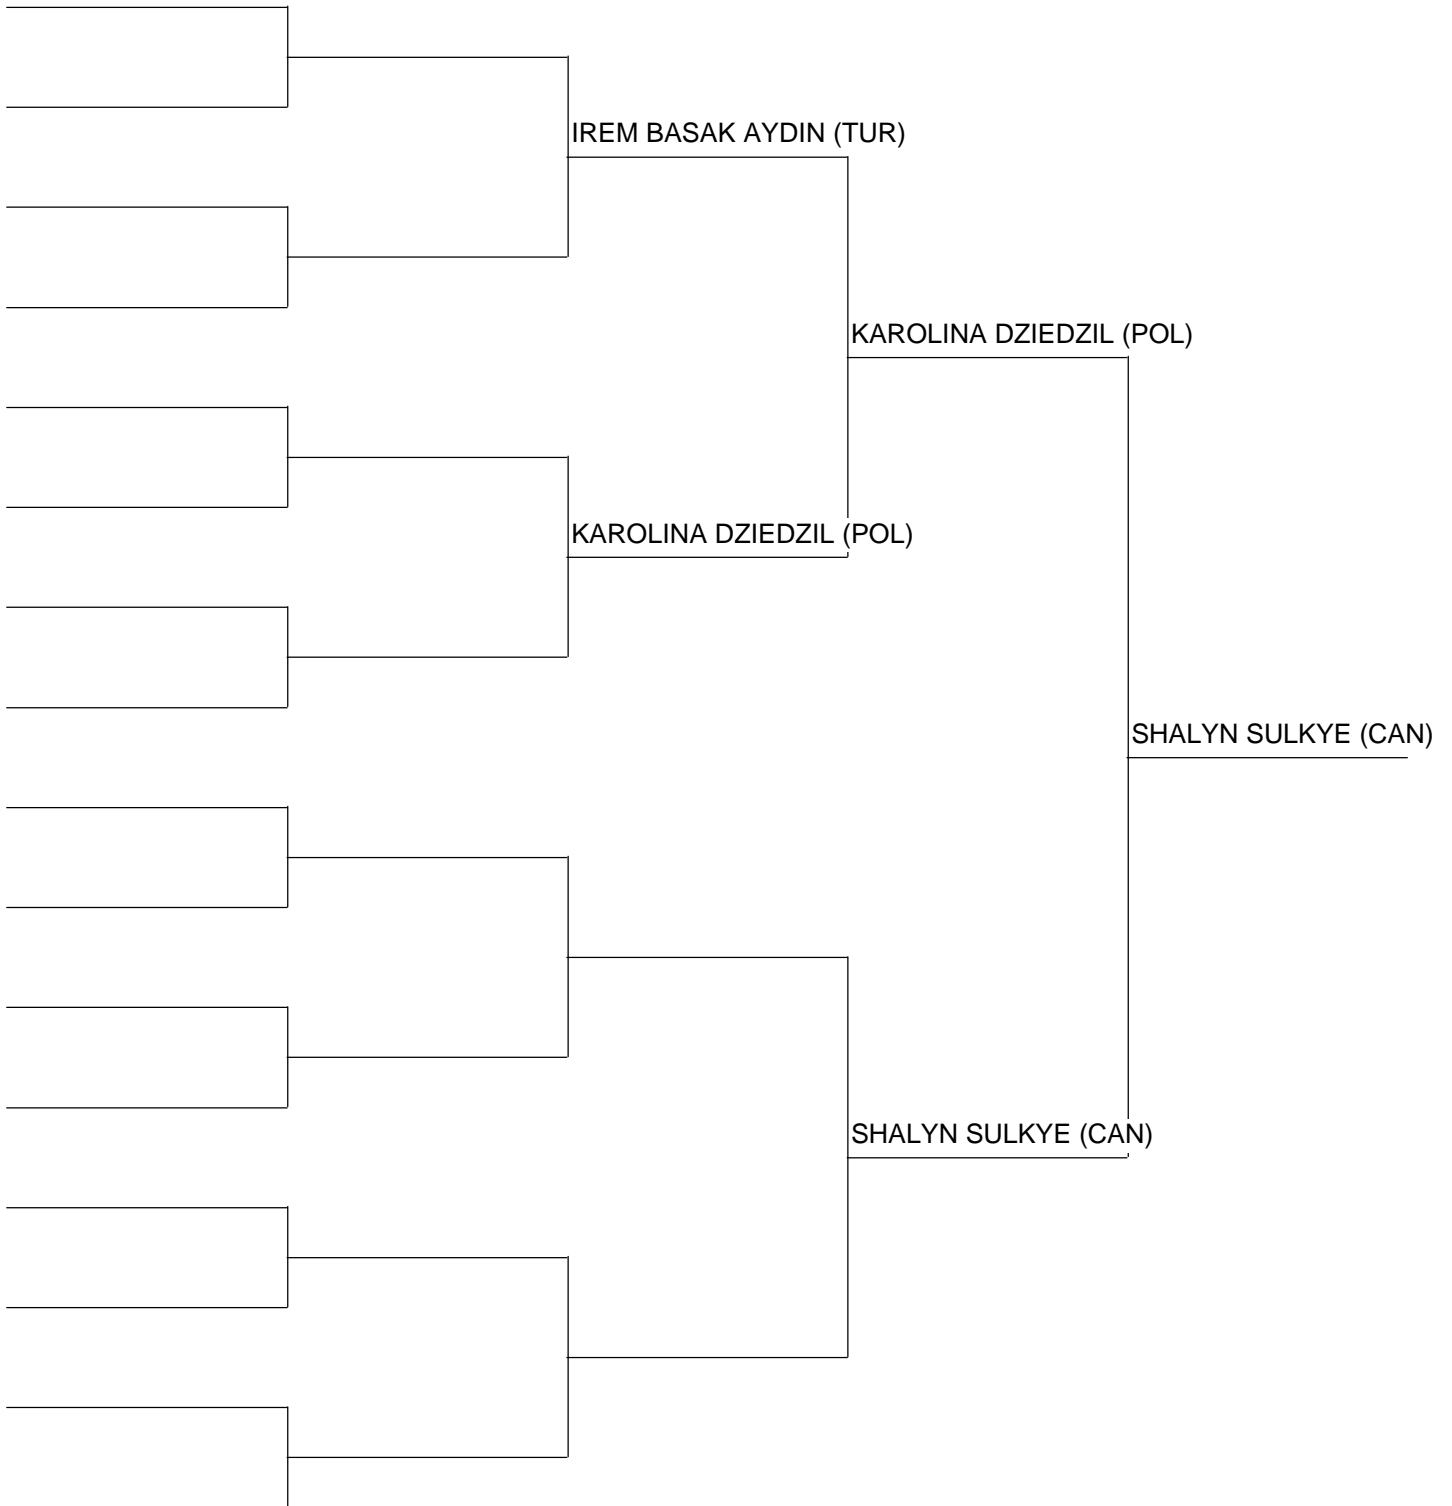 IREM BASAK AYDIN (TUR)
KAROLINA DZIEDZIL (POL)
KAROLINA DZIEDZIL (POL)
SHALYN SULKYE (CAN)
SHALYN SULKYE (CAN)